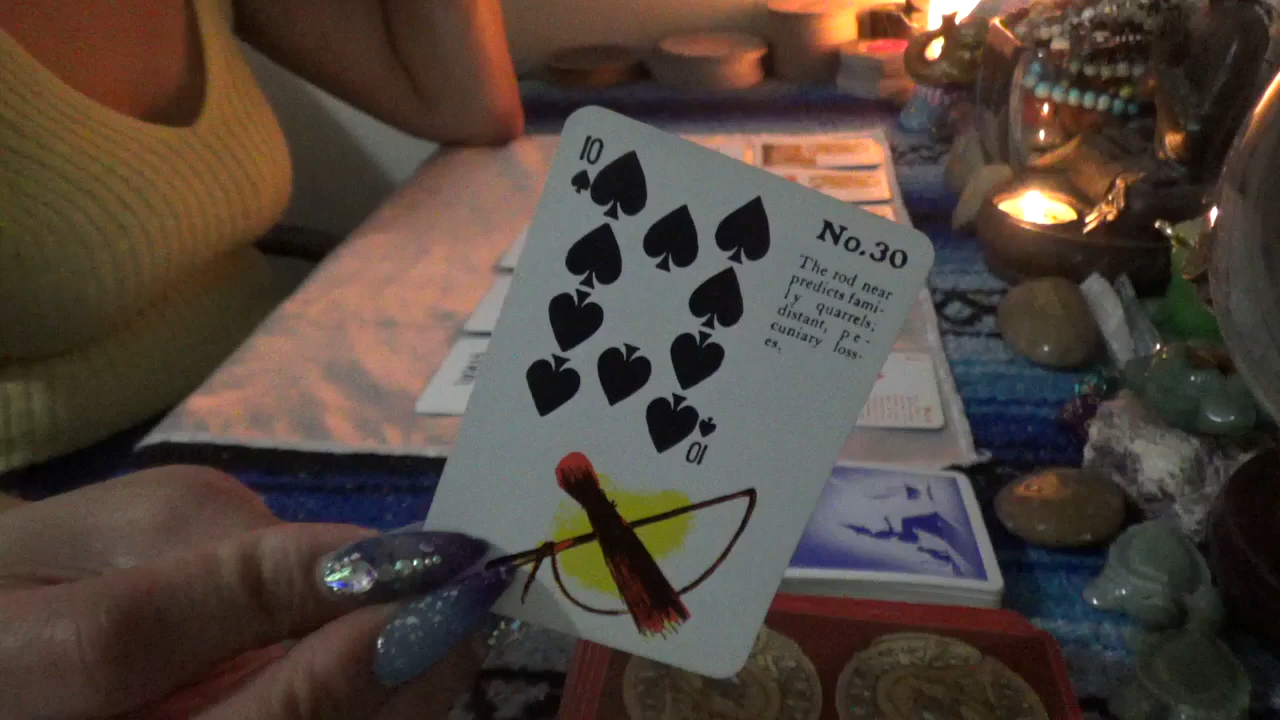 10
No.30
The rod near
predicts fami-
ly quarrels;
distant, pe-
cuniary loss-
es,
10